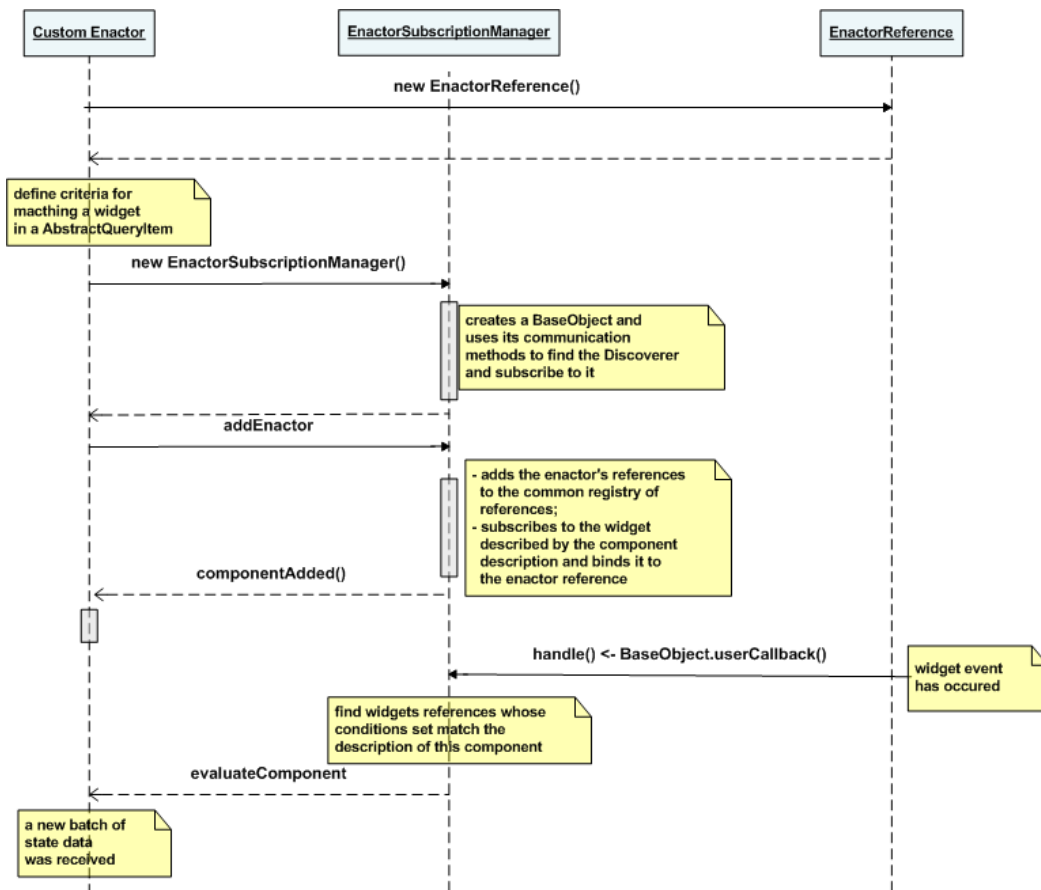 Custom Enactor
EnactorSubscriptionManager
EnactorReference
new EnactorReference()
define criteria for
macthing a widget
in a AbstractQueryItem
new EnactorSubscriptionManager()
creates a BaseObject and
uses its communication
methods to find the Discoverer
and subscribe to it
addEnactor
- adds the enactor's references
to the common registry of
references;
- subscribes to the widget
described by the component
description and binds it to
the enactor reference
componentAdded()
handle() <- BaseObject.userCallback()
widget event
has occured
find widgets references whose
conditions set match the
description of this component
evaluateComponent
a new batch of
state data
was received